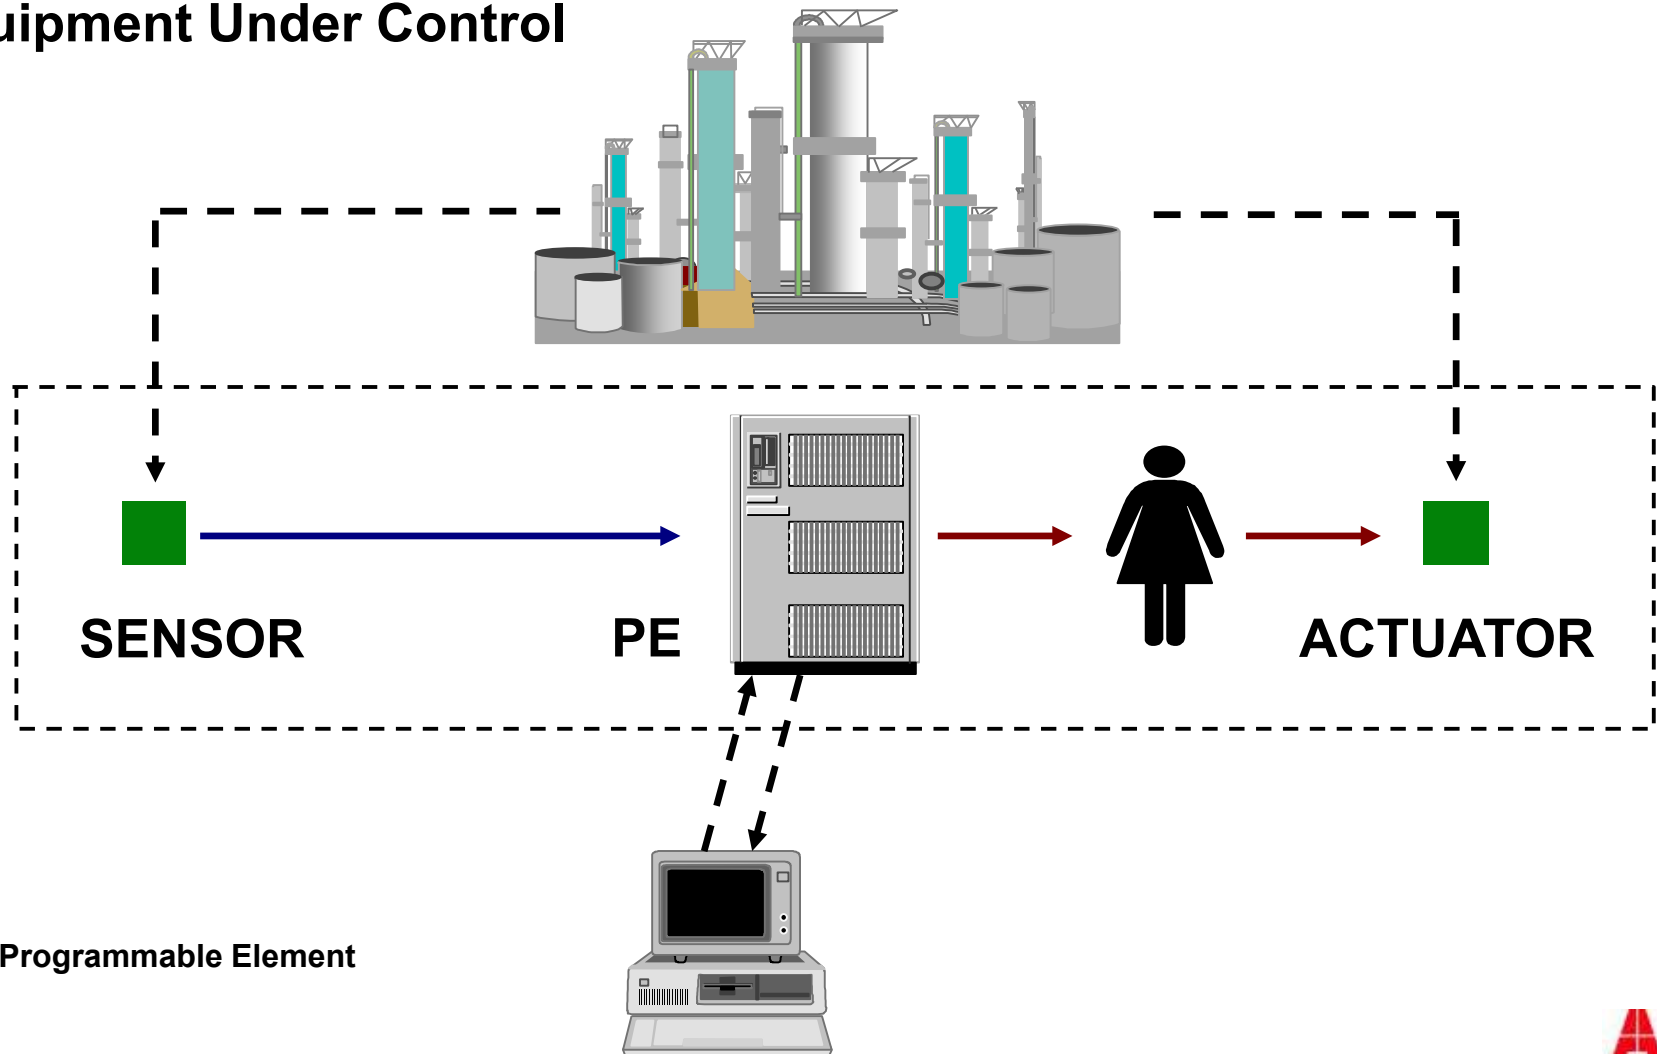 uipment Under Control
SENSOR
PE
ACTUATOR
Programmable Element